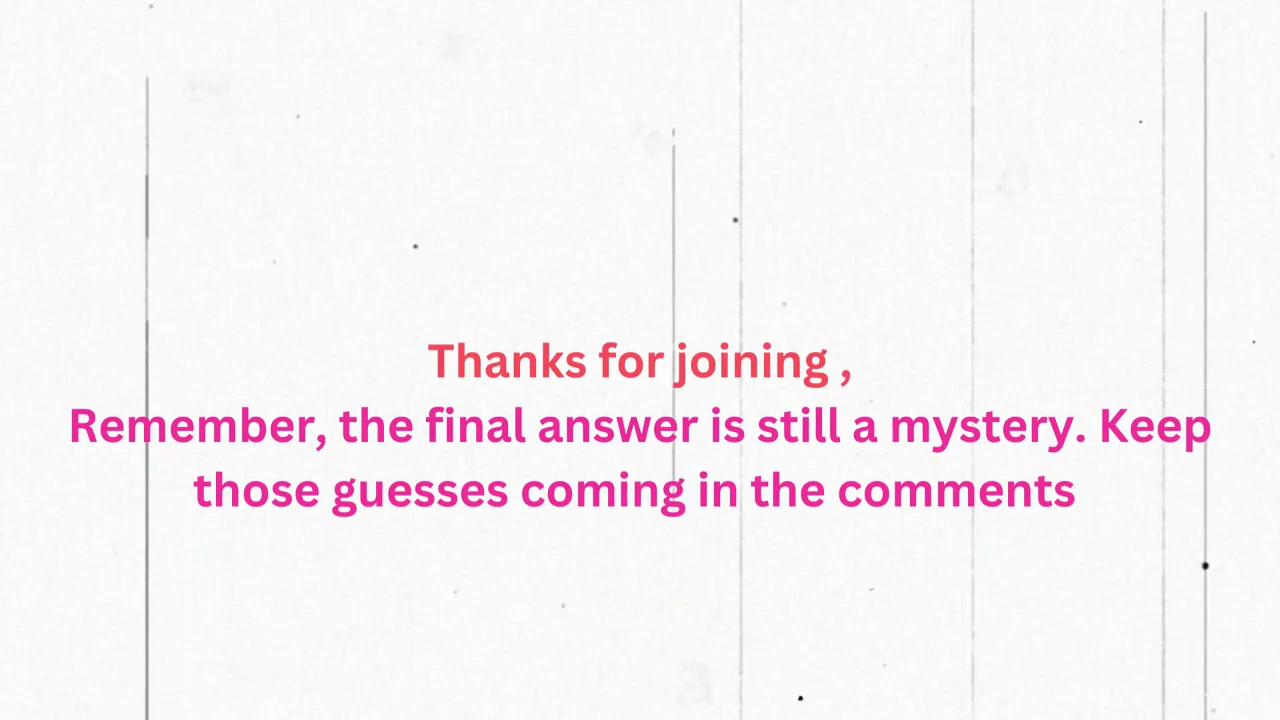 Thanks for joining ,
Remember, the final answer is still a mystery. Keep
those guesses coming in the comments